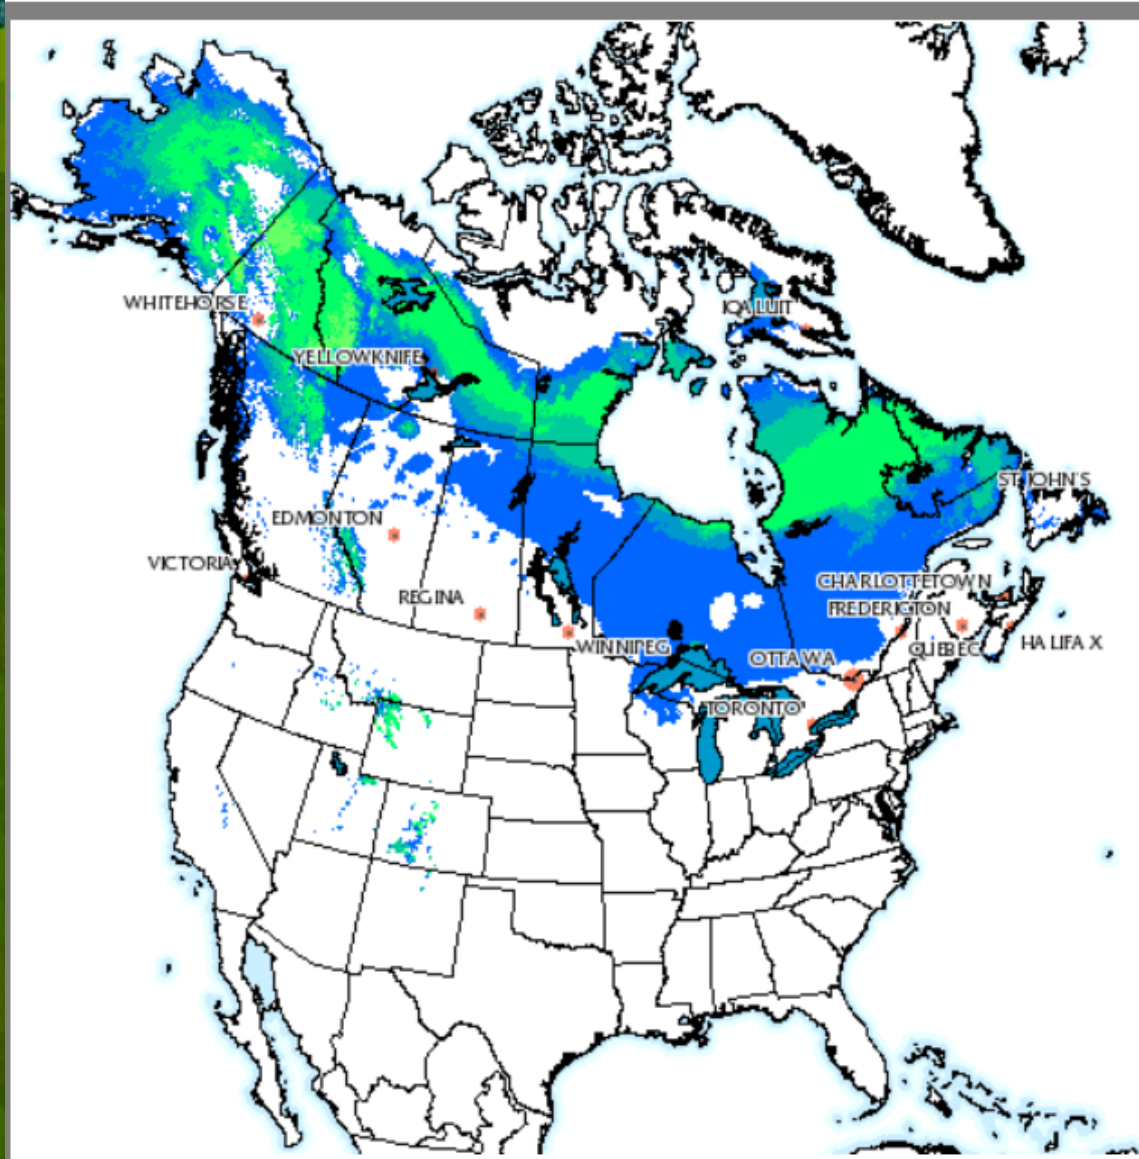 WHITEHORSE
IQALUIT
YELLOWKNIFE
ST. JOHN'S
EDMONTON
VICTORIA
CHARLOTTETOWN
REGINA
FREDERICTON
WINNIPEG
QUEBEC
HALIFAX
OTTAWA
TORONTO